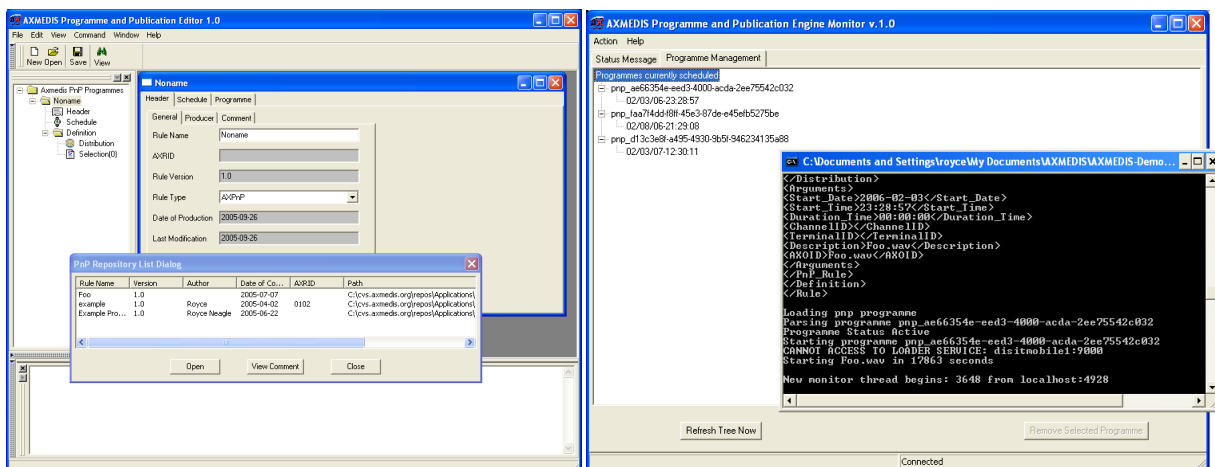 AXMEDIS Programme and Publication Editor 1.0
File Edit View Command Window Help
New Open Save View
Axmedis PnP Programmes
Noname
Header
Schedule
Definition
Distribution
Selection(0)
Noname
Header Schedule Programme
General Producer Comment
Rule Name Noname
AXRID
Rule Version 1.0
Rule Type AXPnP
Date of Production 2005-09-26
Last Modification 2005-09-26
PnP Repository List Dialog
Rule Name Version Author Date of Co... AXRID Path
Foo 1.0 2005-07-07 C:\cvs.axmedis.org\repos\Applications\
example 1.0 Royce 2005-04-02 0102 C:\cvs.axmedis.org\repos\Applications\
Example Pro... 1.0 Royce Neagle 2005-06-22 C:\cvs.axmedis.org\repos\Applications\
Open View Comment Close
AXMEDIS Programme and Publication Engine Monitor v.1.0
Action Help
Status Message Programme Management
Programmes currently scheduled:
pnp_ae66354e-eed3-4000-acda-2ee75542c032
02/03/06-23:28:57
pnp_faa7f4dd-f8ff-45e3-87de-e45efb5275be
02/08/06-21:29:08
pnp_d13c3e8f-a495-4930-9b5f-946234135a88
02/03/07-12:30:11
C:\Documents and Settings\royce\My Documents\AXMEDIS\AXMEDIS-Demo...
</Distribution>
<Arguments>
<Start_Date>2006-02-03</Start_Date>
<Start_Time>23:28:57</Start_Time>
<Duration_Time>00:00:00</Duration_Time>
<ChannelID></ChannelID>
<TerminalID></TerminalID>
<Description>Foo.wav</Description>
<AXOID>Foo.wav</AXOID>
</Arguments>
</PnP_Rule>
</Definition>
</Rule>
Loading pnp programme
Parsing programme pnp_ae66354e-eed3-4000-acda-2ee75542c032
Programme Status Active
Starting programme pnp_ae66354e-eed3-4000-acda-2ee75542c032
CANNOT ACCESS TO LOADER SERVICE: disitmobile1:9000
Starting Foo.wav in 17863 seconds
New monitor thread begins: 3648 from localhost:4928
Refresh Tree Now Remove Selected Programme
Connected